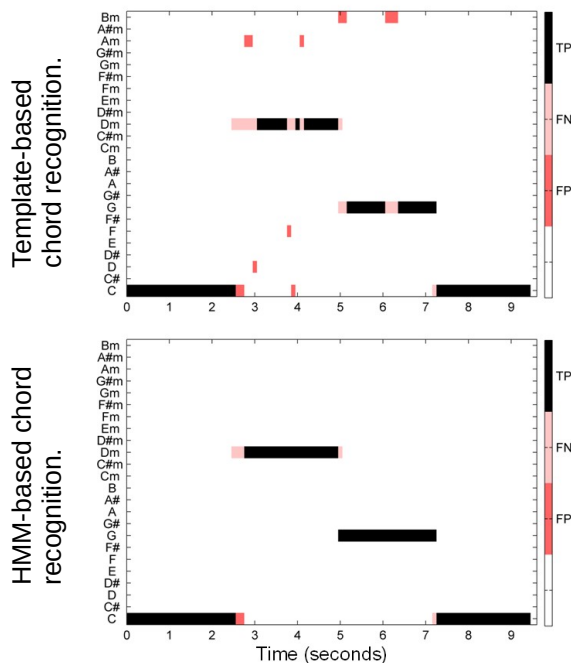 Template-based
chord recognition.
Bm
A#m
Am
G#m
Gm
F#m
Fm
Em
D#m
Dm
C#m
Cm
B
A#
A
G#
G
F#
F
E
D#
D
C#
C
0 1 2 3 4 5 6 7 8 9
TP
FN
FP
HMM-based chord
recognition.
Bm
A#m
Am
G#m
Gm
F#m
Fm
Em
D#m
Dm
C#m
Cm
B
A#
A
G#
G
F#
F
E
D#
D
C#
C
0 1 2 3 4 5 6 7 8 9
Time (seconds)
TP
FN
FP